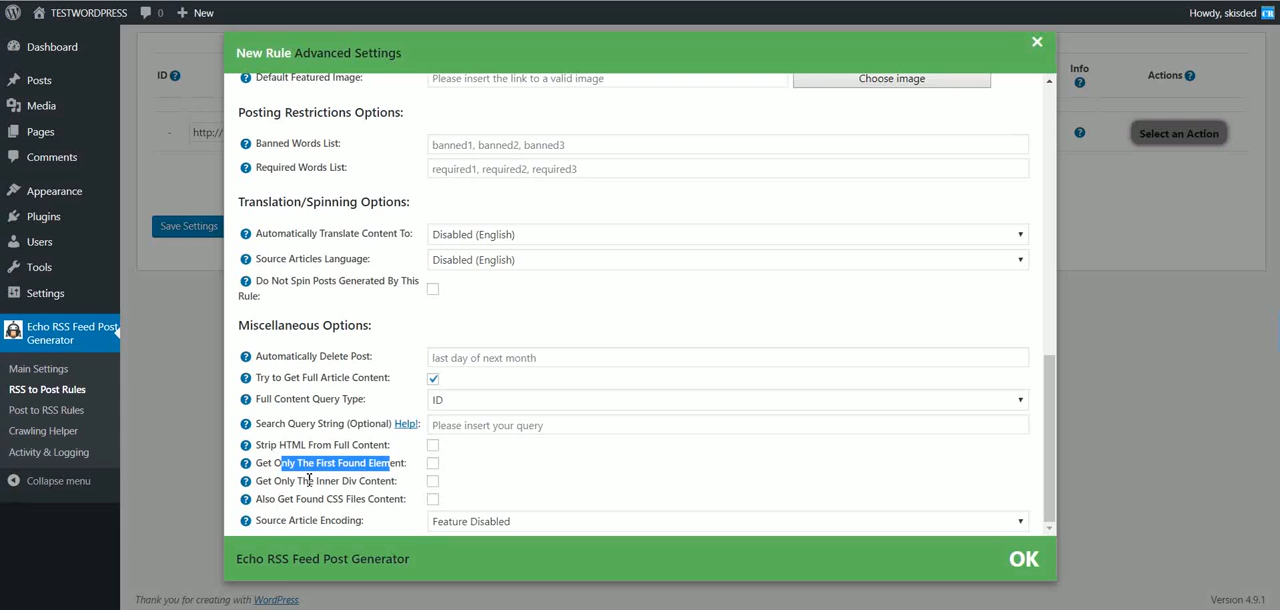 TESTWORDPRESS 0 New Howdy, skisded CR
Dashboard
Posts
Media
Pages
Comments
Appearance
Plugins
Users
Tools
Settings
Echo RSS Feed Post
Generator
Main Settings
RSS to Post Rules
Post to RSS Rules
Crawling Helper
Activity & Logging
Collapse menu
ID
- http://
Save Settings
Info
Actions
Select an Action
New Rule Advanced Settings
Default Featured Image: Please insert the link to a valid image Choose image
Posting Restrictions Options:
Banned Words List: banned1, banned2, banned3
Required Words List: required1, required2, required3
Translation/Spinning Options:
Automatically Translate Content To: Disabled (English)
Source Articles Language: Disabled (English)
Do Not Spin Posts Generated By This
Rule:
Miscellaneous Options:
Automatically Delete Post: last day of next month
Try to Get Full Article Content:
Full Content Query Type: ID
Search Query String (Optional) Help!: Please insert your query
Strip HTML From Full Content:
Get Only The First Found Element:
Get Only The Inner Div Content:
Also Get Found CSS Files Content:
Source Article Encoding: Feature Disabled
Echo RSS Feed Post Generator OK
Thank you for creating with WordPress. Version 4.9.1